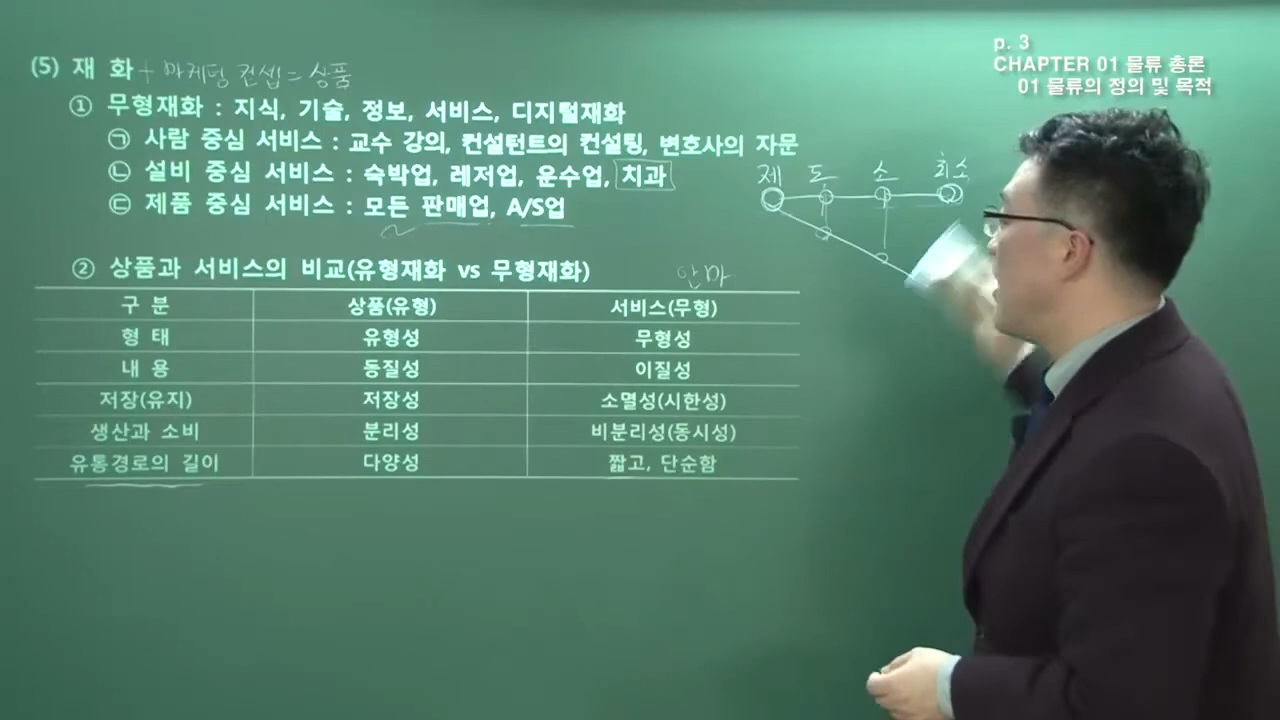 p. 3
CHAPTER 01 물류 총론
01 물류의 정의 및 목적
(5) 재 화 + 마케팅 컨셉 = 상품
① 무형재화 : 지식, 기술, 정보, 서비스, 디지털재화
㉠ 사람 중심 서비스 : 교수 강의, 컨설턴트의 컨설팅, 변호사의 자문
㉡ 설비 중심 서비스 : 숙박업, 레저업, 운수업, 치과
㉢ 제품 중심 서비스 : 모든 판매업, A/S업
제 도 소 최소
② 상품과 서비스의 비교(유형재화 vs 무형재화) 안마
구 분 상품(유형) 서비스(무형)
형 태 유형성 무형성
내 용 동질성 이질성
저장(유지) 저장성 소멸성(시한성)
생산과 소비 분리성 비분리성(동시성)
유통경로의 길이 다양성 짧고, 단순함